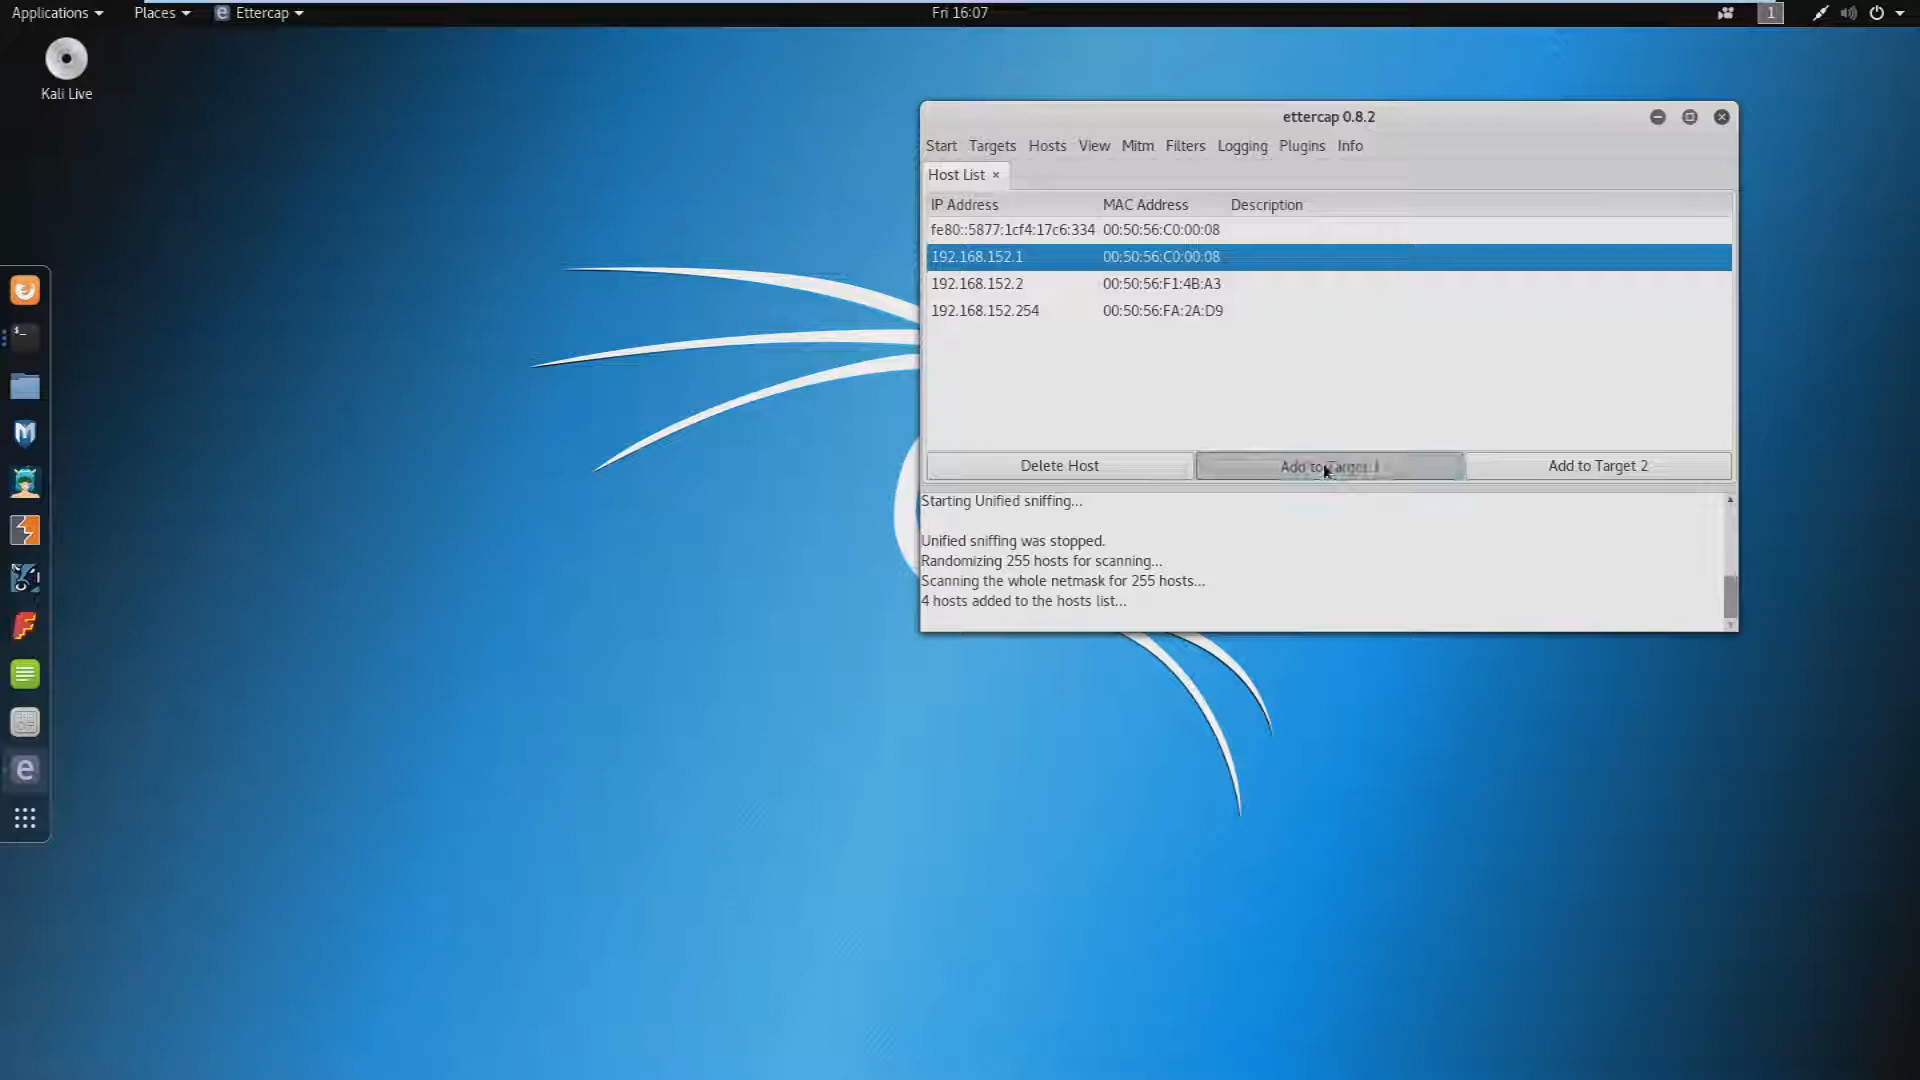 Applications Places Ettercap Fri 16:07 1
Kali Live
ettercap 0.8.2
Start Targets Hosts View Mitm Filters Logging Plugins Info
Host List ×
IP Address MAC Address Description
fe80::5877:1cf4:17c6:334 00:50:56:C0:00:08
192.168.152.1 00:50:56:C0:00:08
192.168.152.2 00:50:56:F1:4B:A3
192.168.152.254 00:50:56:FA:2A:D9
Delete Host Add to Target 1 Add to Target 2
Starting Unified sniffing...
Unified sniffing was stopped.
Randomizing 255 hosts for scanning...
Scanning the whole netmask for 255 hosts...
4 hosts added to the hosts list...